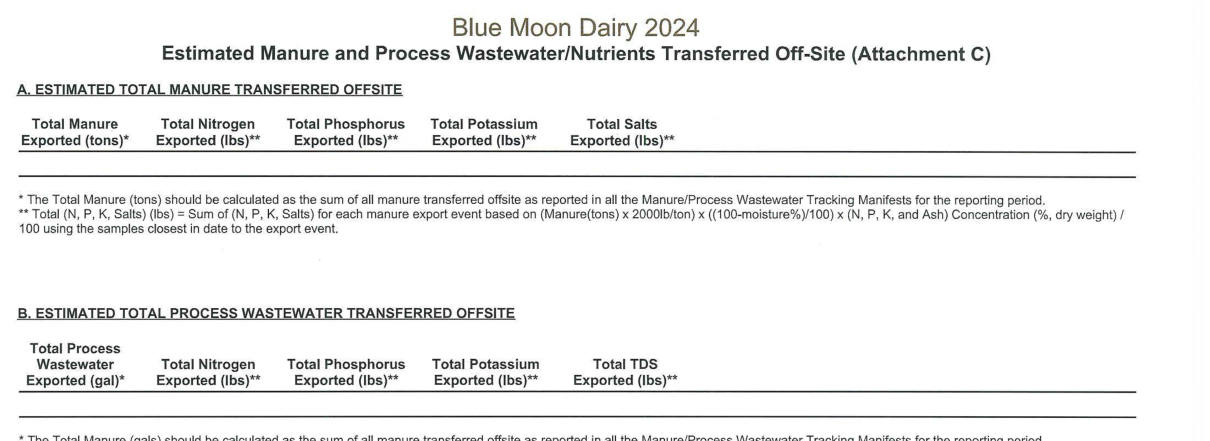 Blue Moon Dairy 2024
Estimated Manure and Process Wastewater/Nutrients Transferred Off-Site (Attachment C)
A. ESTIMATED TOTAL MANURE TRANSFERRED OFFSITE
Total Manure Total Nitrogen Total Phosphorus Total Potassium Total Salts
Exported (tons)* Exported (lbs)** Exported (lbs)** Exported (lbs)** Exported (lbs)**
* The Total Manure (tons) should be calculated as the sum of all manure transferred offsite as reported in all the Manure/Process Wastewater Tracking Manifests for the reporting period.
** Total (N, P, K, Salts) (lbs) = Sum of (N, P, K, Salts) for each manure export event based on (Manure(tons) x 2000lb/ton) x ((100-moisture%)/100) x (N, P, K, and Ash) Concentration (%, dry weight) /
100 using the samples closest in date to the export event.
B. ESTIMATED TOTAL PROCESS WASTEWATER TRANSFERRED OFFSITE
Total Process
Wastewater Total Nitrogen Total Phosphorus Total Potassium Total TDS
Exported (gal)* Exported (lbs)** Exported (lbs)** Exported (lbs)** Exported (lbs)**
* The Total Manure (gals) should be calculated as the sum of all manure transferred offsite as reported in all the Manure/Process Wastewater Tracking Manifests for the reporting period.